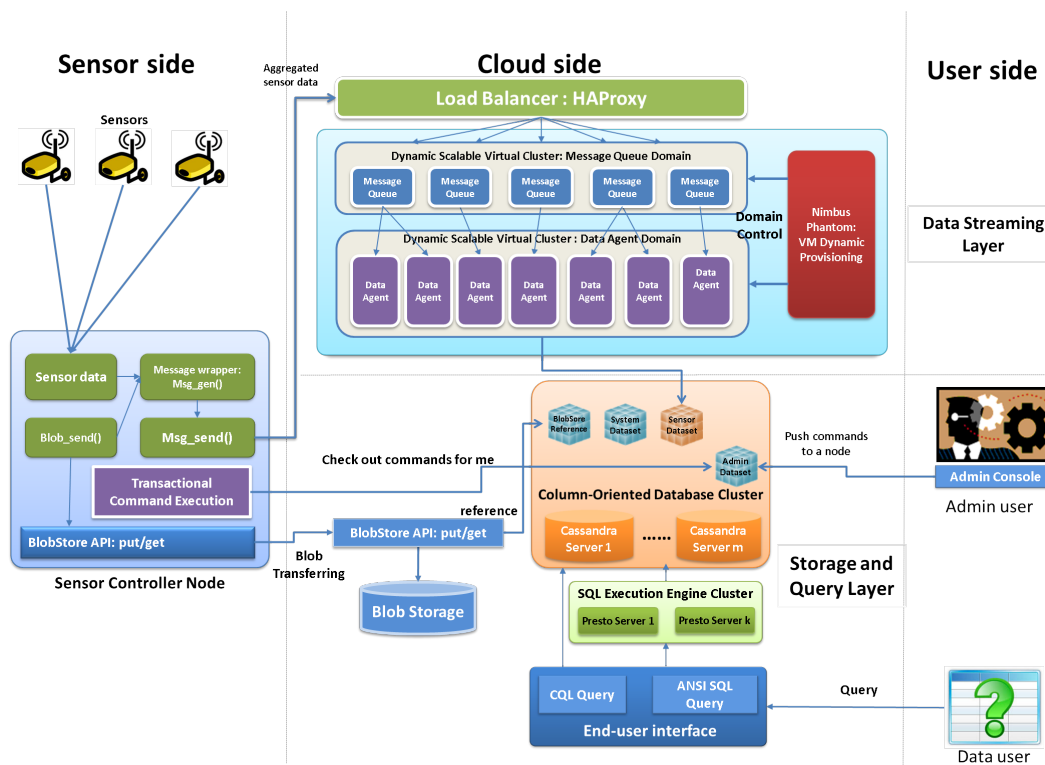 Sensor side
Cloud side
User side
Aggregated
sensor data
Load Balancer : HAProxy
Sensors
Dynamic Scalable Virtual Cluster: Message Queue Domain
Message
Queue
Message
Queue
Message
Queue
Message
Queue
Message
Queue
Domain
Control
Nimbus
Phantom:
VM Dynamic
Provisioning
Data Streaming
Layer
Dynamic Scalable Virtual Cluster : Data Agent Domain
Data
Agent
Data
Agent
Data
Agent
Data
Agent
Data
Agent
Data
Agent
Data
Agent
Sensor data
Message wrapper:
Msg_gen()
Blob_send()
Msg_send()
Transactional
Command Execution
BlobStore API: put/get
Sensor Controller Node
Check out commands for me
reference
BlobStore API: put/get
Blob
Transferring
Blob Storage
BlobSore
Reference
System
Dataset
Sensor
Dataset
Admin
Dataset
Column-Oriented Database Cluster
Cassandra
Server 1
......
Cassandra
Server m
Push commands
to a node
Admin Console
Admin user
Storage and
Query Layer
SQL Execution Engine Cluster
Presto Server 1
Presto Server k
CQL Query
ANSI SQL
Query
End-user interface
Query
Data user